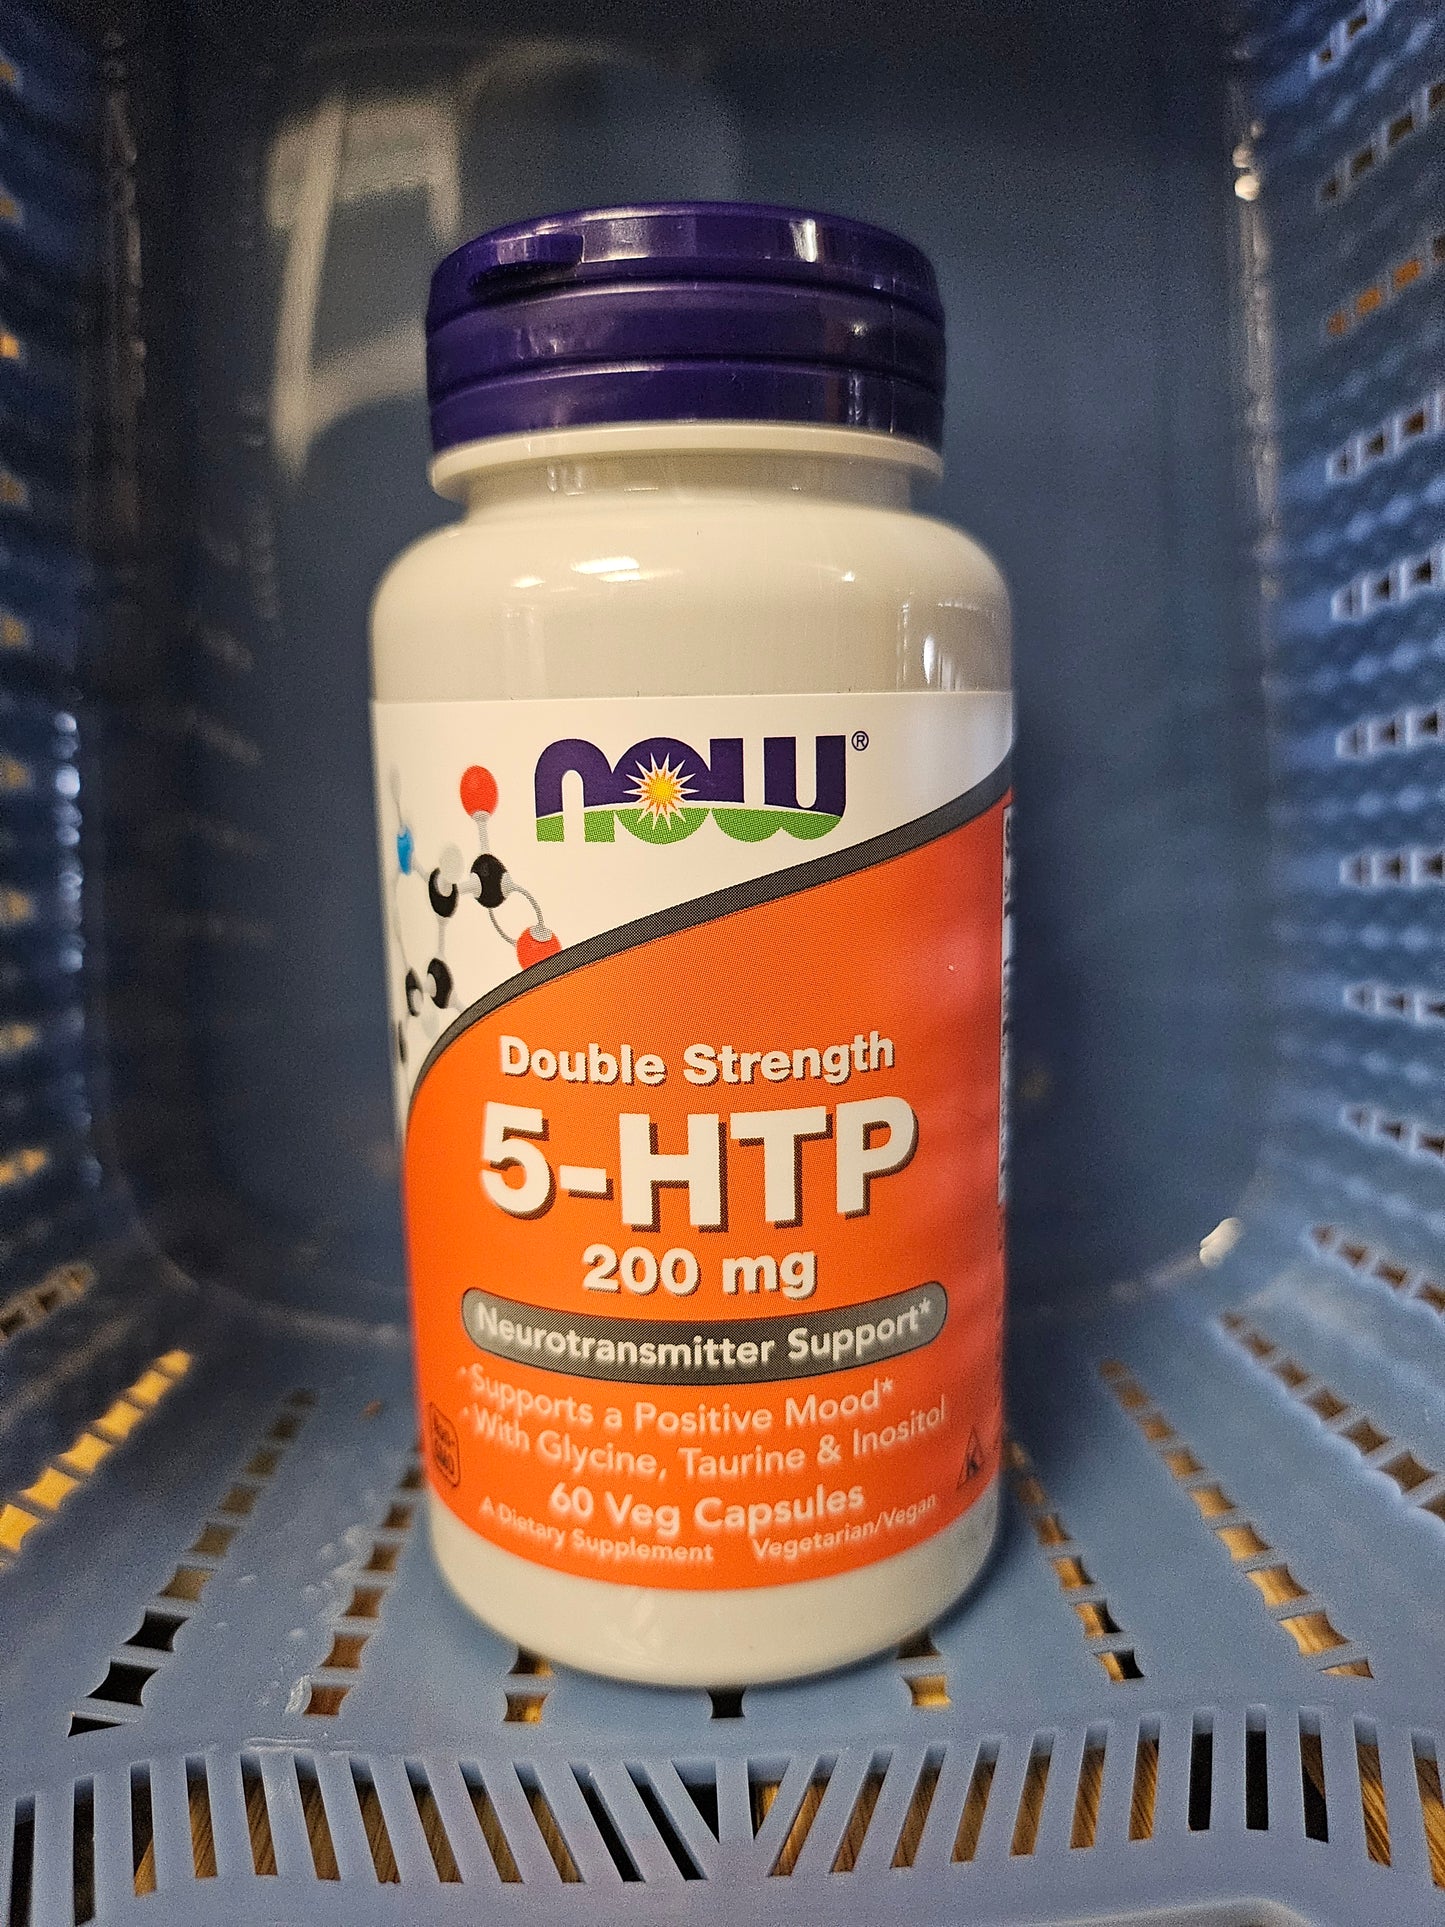 NOW®
Double Strength
5-HTP
200 mg
Neurotransmitter Support*
• Supports a Positive Mood*
• With Glycine, Taurine & Inositol
60 Veg Capsules
A Dietary Supplement Vegetarian/Vegan